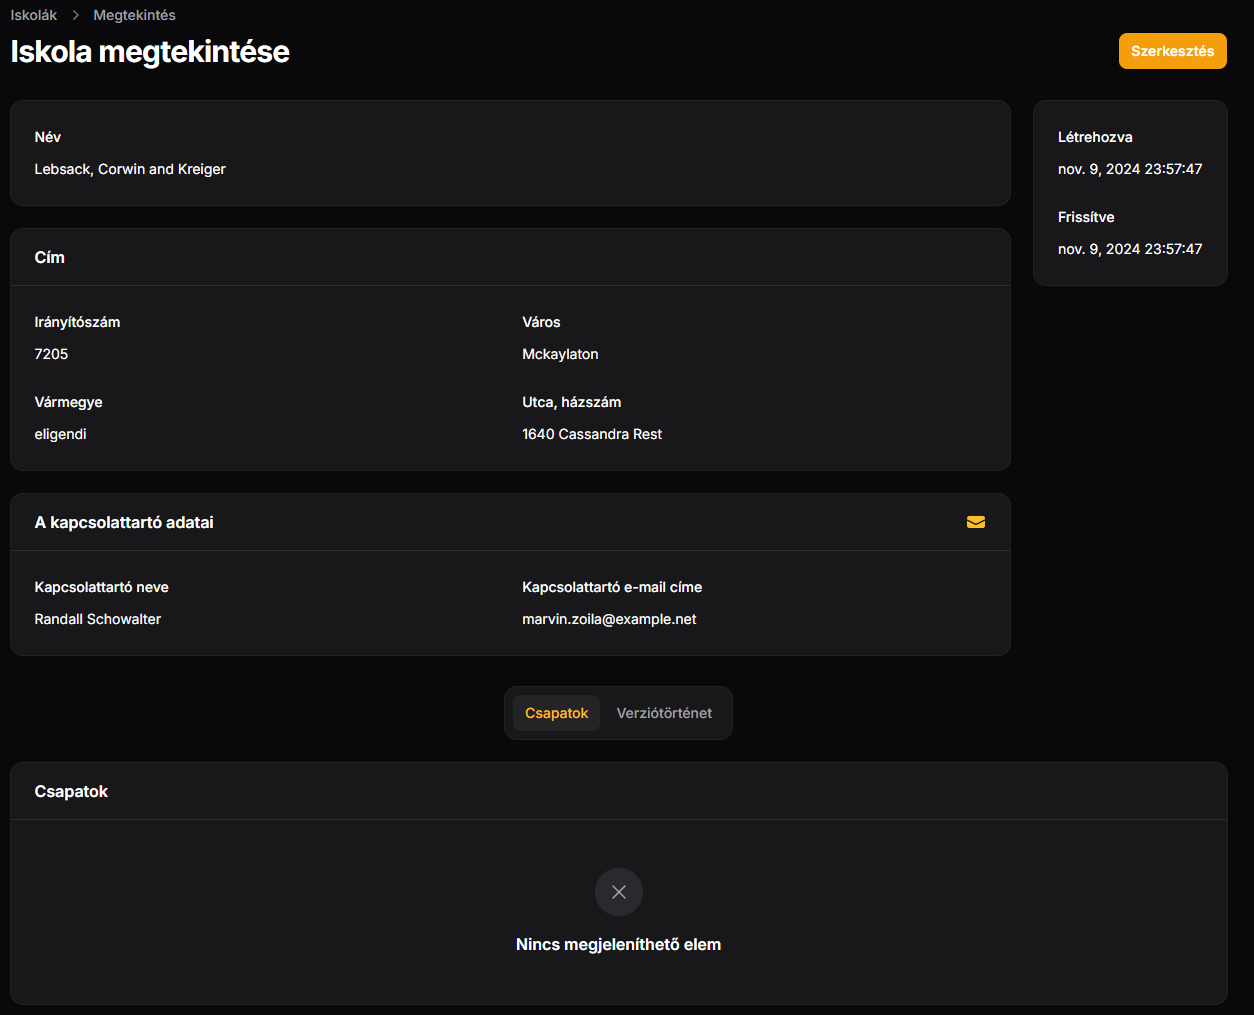 Iskolák > Megtekintés
Iskola megtekintése
Szerkesztés
Név
Lebsack, Corwin and Kreiger
Létrehozva
nov. 9, 2024 23:57:47
Frissítve
nov. 9, 2024 23:57:47
Cím
Irányítószám
7205
Város
Mckaylaton
Vármegye
eligendi
Utca, házszám
1640 Cassandra Rest
A kapcsolattartó adatai
Kapcsolattartó neve
Randall Schowalter
Kapcsolattartó e-mail címe
marvin.zoila@example.net
Csapatok
Verziótörténet
Csapatok
Nincs megjeleníthető elem